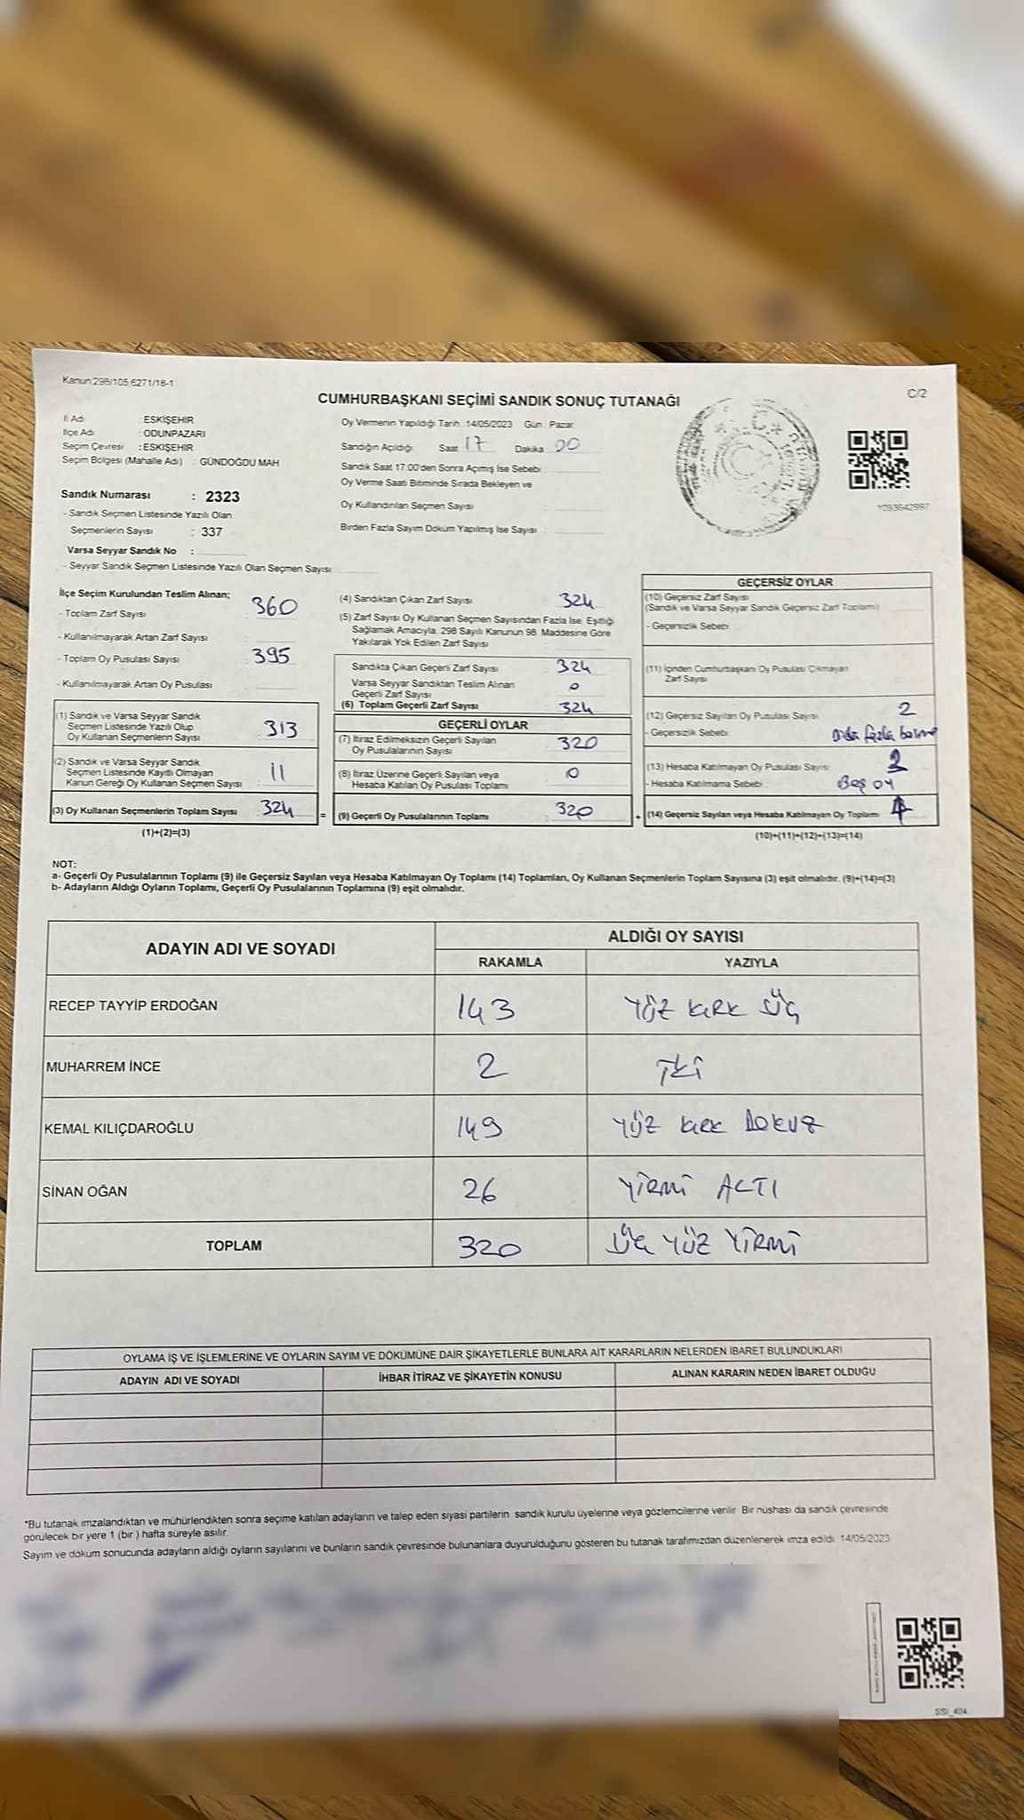 Kanun:298/105,6271/18-1
C/2
CUMHURBAŞKANI SEÇİMİ SANDIK SONUÇ TUTANAĞI
İl Adı : ESKİŞEHİR
İlçe Adı : ODUNPAZARI
Seçim Çevresi : ESKİŞEHİR
Seçim Bölgesi (Mahalle Adı) : GÜNDOĞDU MAH
Sandık Numarası : 2323
- Sandık Seçmen Listesinde Yazılı Olan
Seçmenlerin Sayısı : 337
Varsa Seyyar Sandık No :
- Seyyar Sandık Seçmen Listesinde Yazılı Olan Seçmen Sayısı
Oy Vermenin Yapıldığı Tarih :14/05/2023 Gün : Pazar
Sandığın Açıldığı Saat 17 Dakika 00
Sandık Saat 17:00'den Sonra Açmış İse Sebebi
Oy Verme Saati Bitiminde Sırada Bekleyen ve
Oy Kullandırılan Seçmen Sayısı :
Birden Fazla Sayım Döküm Yapılmış İse Sayısı :
1093642997
İlçe Seçim Kurulundan Teslim Alınan;
- Toplam Zarf Sayısı : 360
- Kullanılmayarak Artan Zarf Sayısı :
- Toplam Oy Pusulası Sayısı : 395
- Kullanılmayarak Artan Oy Pusulası :
(1) Sandık ve Varsa Seyyar Sandık
Seçmen Listesinde Yazılı Olup
Oy Kullanan Seçmenlerin Sayısı : 313
(2) Sandık ve Varsa Seyyar Sandık
Seçmen Listesinde Kayıtlı Olmayan
Kanun Gereği Oy Kullanan Seçmen Sayısı : 11
(3) Oy Kullanan Seçmenlerin Toplam Sayısı : 324
(1)+(2)=(3)
=
(4) Sandıktan Çıkan Zarf Sayısı : 324
(5) Zarf Sayısı Oy Kullanan Seçmen Sayısından Fazla İse, Eşitliği
Sağlamak Amacıyla, 298 Sayılı Kanunun 98. Maddesine Göre
Yakılarak Yok Edilen Zarf Sayısı :
Sandıkta Çıkan Geçerli Zarf Sayısı : 324
Varsa Seyyar Sandıktan Teslim Alınan
Geçerli Zarf Sayısı : 0
(6) Toplam Geçerli Zarf Sayısı : 324
GEÇERLİ OYLAR
(7) İtiraz Edilmeksizin Geçerli Sayılan
Oy Pusulalarının Sayısı : 320
(8) İtiraz Üzerine Geçerli Sayılan veya
Hesaba Katılan Oy Pusulası Toplamı : 0
(9) Geçerli Oy Pusulalarının Toplamı : 320
+
GEÇERSİZ OYLAR
(10) Geçersiz Zarf Sayısı
(Sandık ve Varsa Seyyar Sandık Geçersiz Zarf Toplamı) :
- Geçersizlik Sebebi :
(11) İçinden Cumhurbaşkanı Oy Pusulası Çıkmayan
Zarf Sayısı :
(12) Geçersiz Sayılan Oy Pusulası Sayısı : 2
- Geçersizlik Sebebi : fazla basma
(13) Hesaba Katılmayan Oy Pusulası Sayısı : 2
- Hesaba Katılmama Sebebi : Boş oy
(14) Geçersiz Sayılan veya Hesaba Katılmayan Oy Toplamı : 4
(10)+(11)+(12)+(13)=(14)
NOT:
a- Geçerli Oy Pusulalarının Toplamı (9) ile Geçersiz Sayılan veya Hesaba Katılmayan Oy Toplamı (14) Toplamları, Oy Kullanan Seçmenlerin Toplam Sayısına (3) eşit olmalıdır. (9)+(14)=(3)
b- Adayların Aldığı Oyların Toplamı, Geçerli Oy Pusulalarının Toplamına (9) eşit olmalıdır.
ADAYIN ADI VE SOYADI
ALDIĞI OY SAYISI
RAKAMLA YAZIYLA
RECEP TAYYİP ERDOĞAN 143 YÜZ KIRK ÜÇ
MUHARREM İNCE 2 İKİ
KEMAL KILIÇDAROĞLU 149 YÜZ KIRK DOKUZ
SİNAN OĞAN 26 YİRMİ ALTI
TOPLAM 320 ÜÇ YÜZ YİRMİ
OYLAMA İŞ VE İŞLEMLERİNE VE OYLARIN SAYIM VE DÖKÜMÜNE DAİR ŞİKAYETLERLE BUNLARA AİT KARARLARIN NELERDEN İBARET BULUNDUKLARI
ADAYIN ADI VE SOYADI İHBAR İTİRAZ VE ŞİKAYETİN KONUSU ALINAN KARARIN NEDEN İBARET OLDUĞU
*Bu tutanak imzalandıktan ve mühürlendikten sonra seçime katılan adayların ve talep eden siyasi partilerin sandık kurulu üyelerine veya gözlemcilerine verilir. Bir nüshası da sandık çevresinde
görülecek bir yere 1 (bir) hafta süreyle asılır.
Sayım ve döküm sonucunda adayların aldığı oyların sayılarını ve bunların sandık çevresinde bulunanlara duyurulduğunu gösteren bu tutanak tarafımızdan düzenlenerek imza edildi. 14/05/2023
SSI_404